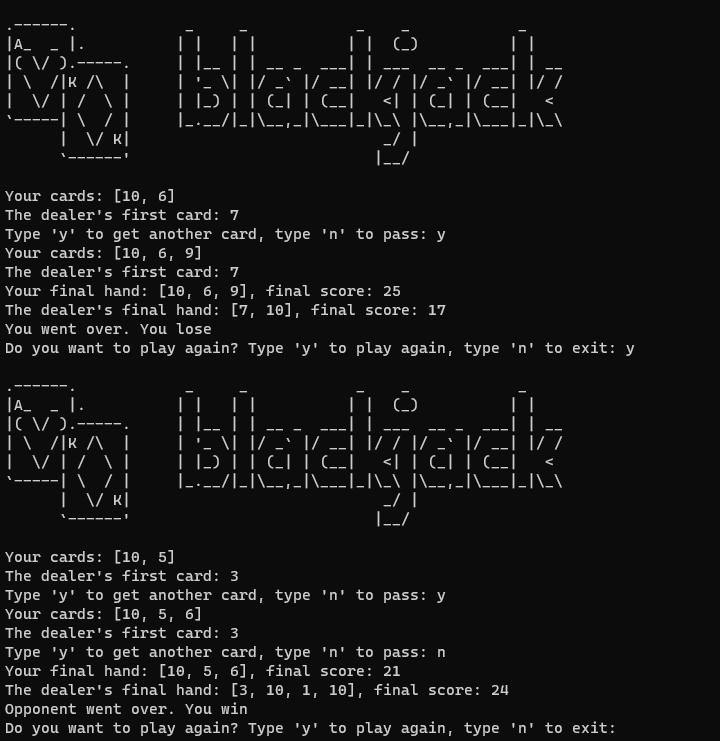 A
K
K
blackjack
Your cards: [10, 6]
The dealer's first card: 7
Type 'y' to get another card, type 'n' to pass: y
Your cards: [10, 6, 9]
The dealer's first card: 7
Your final hand: [10, 6, 9], final score: 25
The dealer's final hand: [7, 10], final score: 17
You went over. You lose
Do you want to play again? Type 'y' to play again, type 'n' to exit: y
A
K
K
blackjack
Your cards: [10, 5]
The dealer's first card: 3
Type 'y' to get another card, type 'n' to pass: y
Your cards: [10, 5, 6]
The dealer's first card: 3
Type 'y' to get another card, type 'n' to pass: n
Your final hand: [10, 5, 6], final score: 21
The dealer's final hand: [3, 10, 1, 10], final score: 24
Opponent went over. You win
Do you want to play again? Type 'y' to play again, type 'n' to exit: